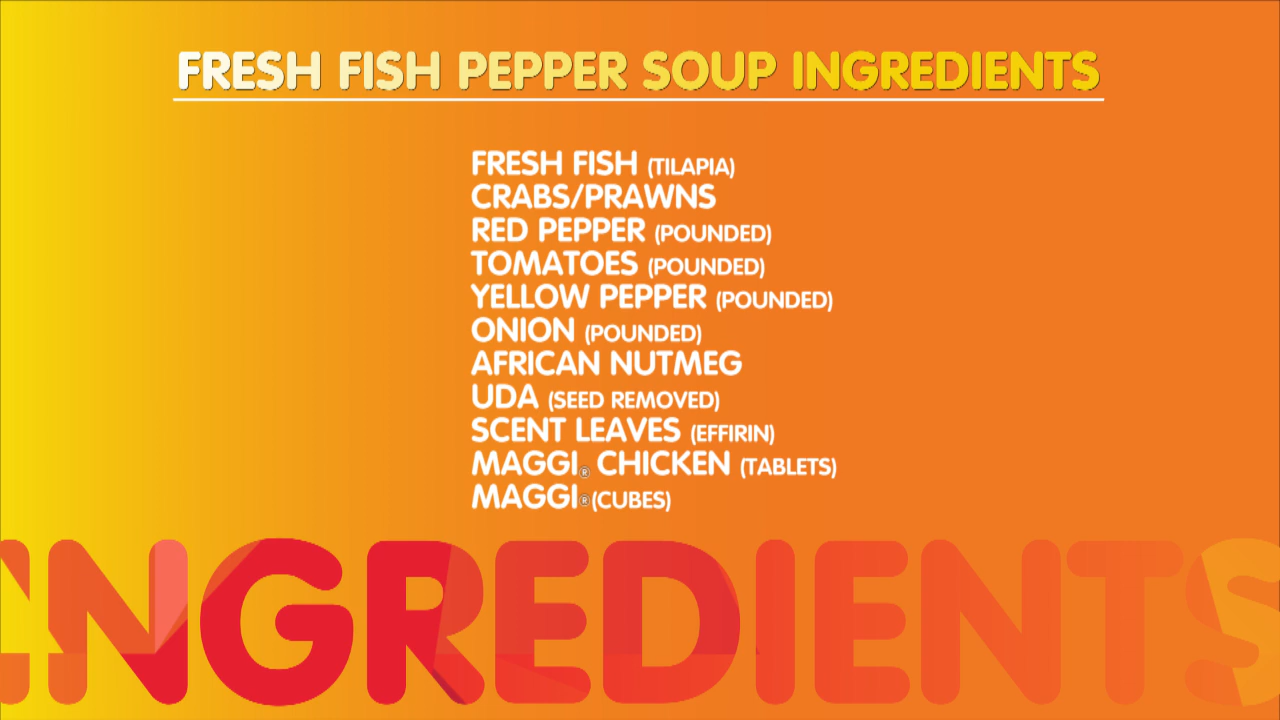 FRESH FISH PEPPER SOUP INGREDIENTS
FRESH FISH (TILAPIA)
CRABS/PRAWNS
RED PEPPER (POUNDED)
TOMATOES (POUNDED)
YELLOW PEPPER (POUNDED)
ONION (POUNDED)
AFRICAN NUTMEG
UDA (SEED REMOVED)
SCENT LEAVES (EFFIRIN)
MAGGI® CHICKEN (TABLETS)
MAGGI®(CUBES)
INGREDIENTS